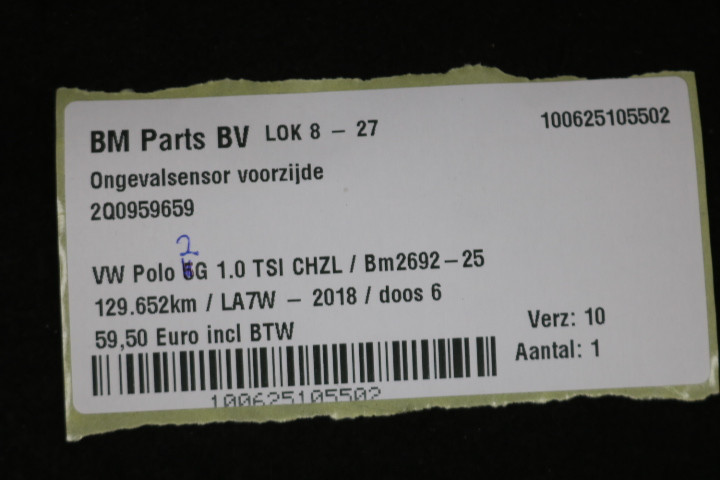 BM Parts BV LOK 8 - 27
100625105502
Ongevalsensor voorzijde
2Q0959659
2
VW Polo 6G 1.0 TSI CHZL / Bm2692-25
129.652km / LA7W - 2018 / doos 6
59,50 Euro incl BTW
Verz: 10
Aantal: 1
100625105502